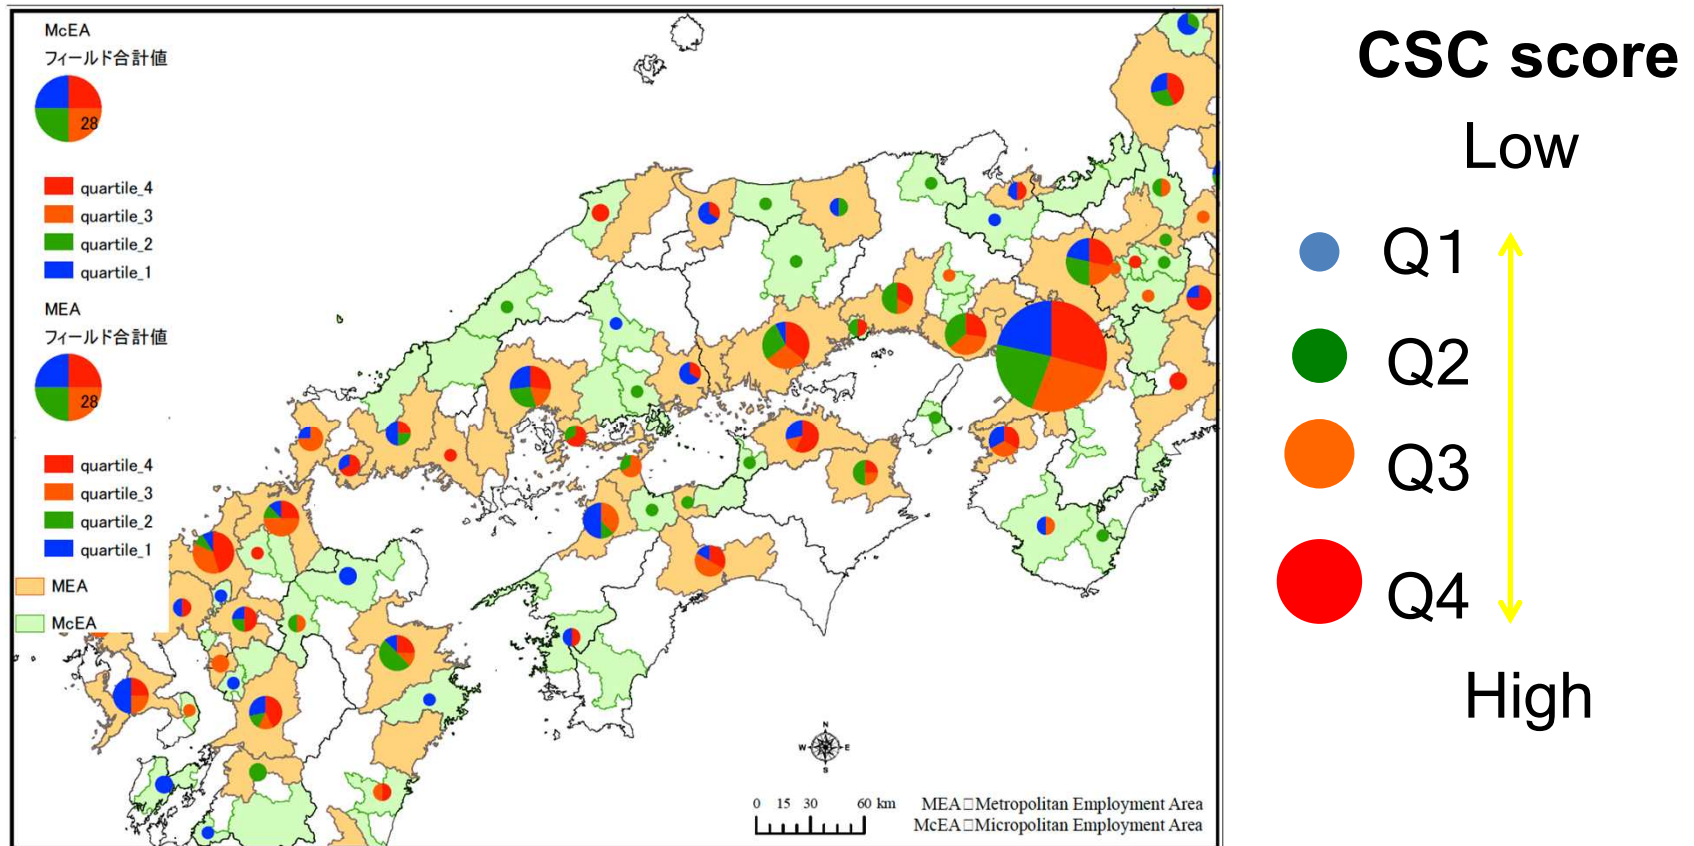 McEA
フィールド合計値
28
quartile_4
quartile_3
quartile_2
quartile_1
MEA
フィールド合計値
28
quartile_4
quartile_3
quartile_2
quartile_1
MEA
McEA
N
W E
S
0 15 30 60 km
MEA□Metropolitan Employment Area
McEA□Micropolitan Employment Area
CSC score
Low
Q1
Q2
Q3
Q4
High